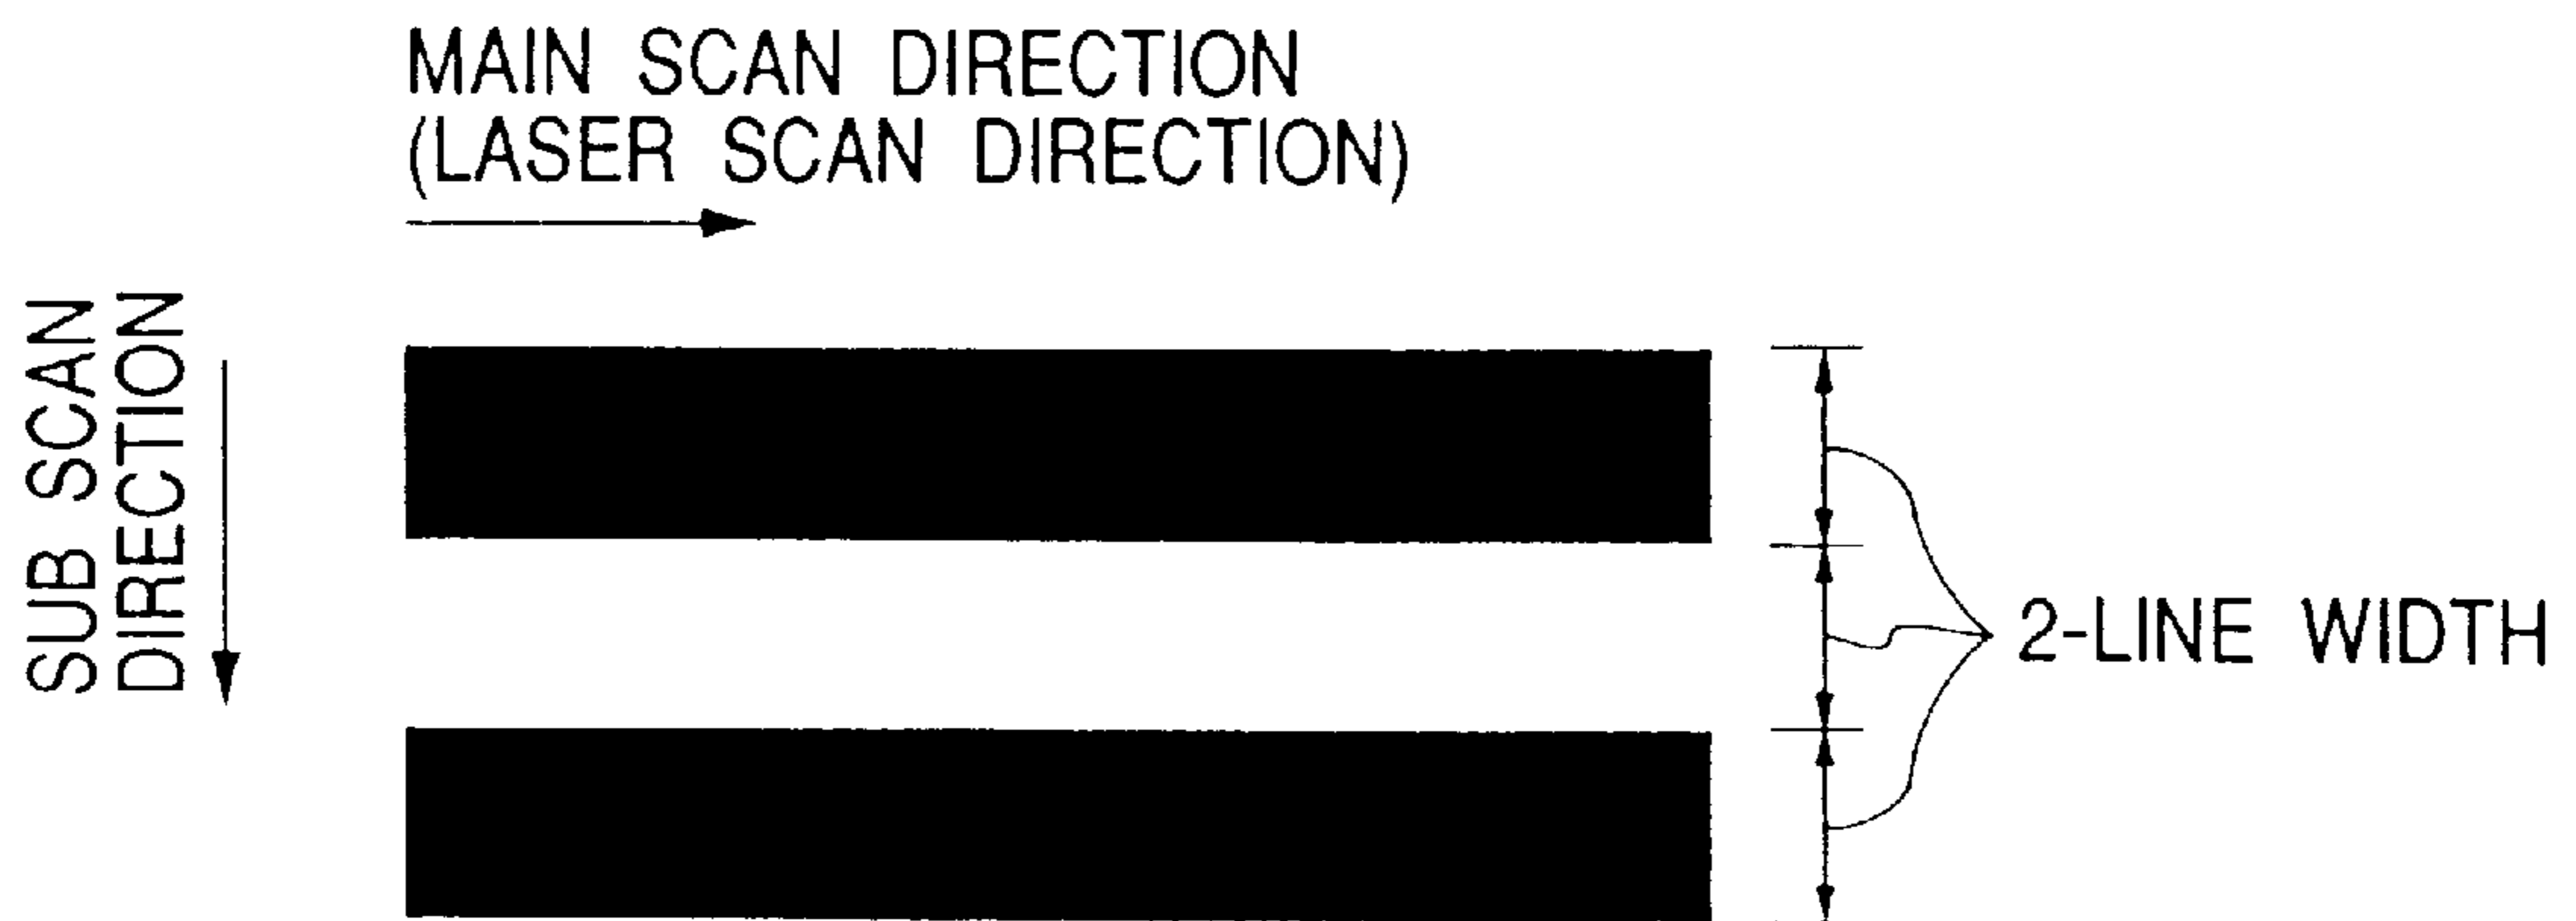 MAIN SCAN DIRECTION
(LASER SCAN DIRECTION)
SUB SCAN
DIRECTION
2-LINE WIDTH